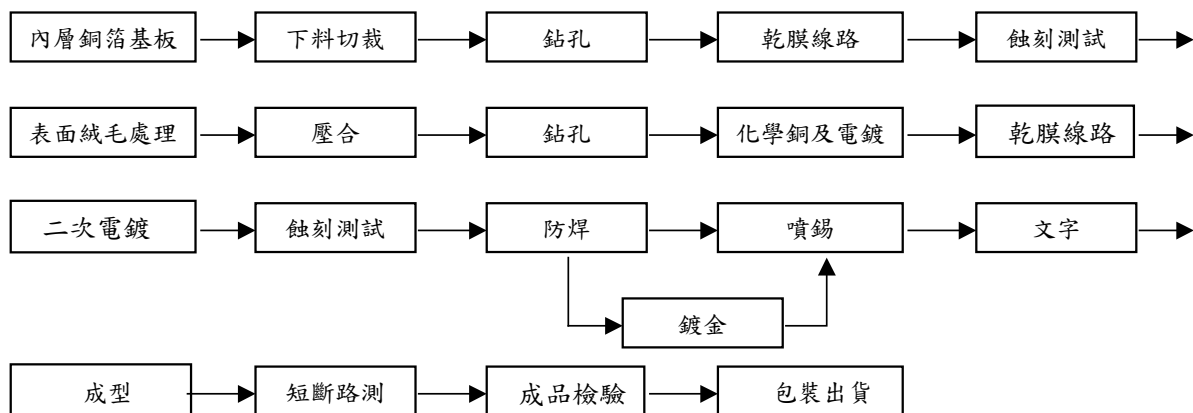 內層銅箔基板 下料切裁 鉆孔 乾膜線路 蝕刻測試
表面絨毛處理 壓合 鉆孔 化學銅及電鍍 乾膜線路
二次電鍍 蝕刻測試 防焊 噴錫 文字
鍍金
成型 短斷路測 成品檢驗 包裝出貨